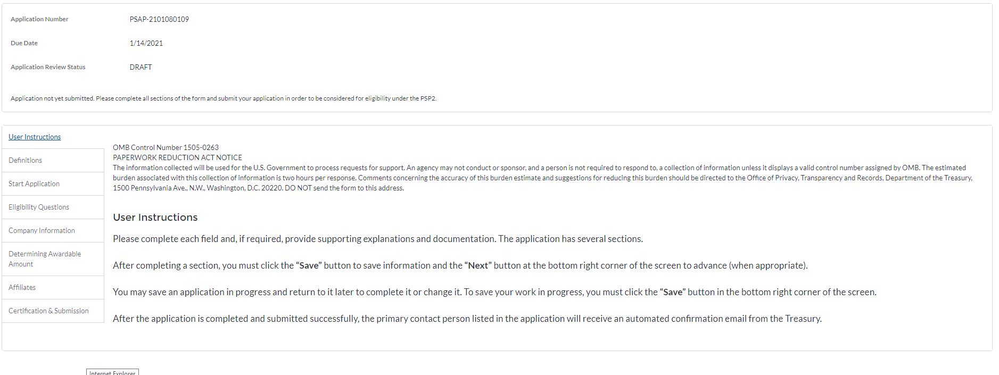 Application Number PSAP-2101080109
Due Date 1/14/2021
Application Review Status DRAFT
Application not yet submitted. Please complete all sections of the form and submit your application in order to be considered for eligibility under the PSP2.
User Instructions
Definitions
Start Application
Eligibility Questions
Company Information
Determining Awardable
Amount
Affiliates
Certification & Submission
OMB Control Number 1505-0263
PAPERWORK REDUCTION ACT NOTICE
The information collected will be used for the U.S. Government to process requests for support. An agency may not conduct or sponsor, and a person is not required to respond to, a collection of information unless it displays a valid control number assigned by OMB. The estimated
burden associated with this collection of information is two hours per response. Comments concerning the accuracy of this burden estimate and suggestions for reducing this burden should be directed to the Office of Privacy, Transparency and Records, Department of the Treasury,
1500 Pennsylvania Ave., N.W., Washington, D.C. 20220. DO NOT send the form to this address.
User Instructions
Please complete each field and, if required, provide supporting explanations and documentation. The application has several sections.
After completing a section, you must click the “Save” button to save information and the “Next” button at the bottom right corner of the screen to advance (when appropriate).
You may save an application in progress and return to it later to complete it or change it. To save your work in progress, you must click the “Save” button in the bottom right corner of the screen.
After the application is completed and submitted successfully, the primary contact person listed in the application will receive an automated confirmation email from the Treasury.
Internet Explorer